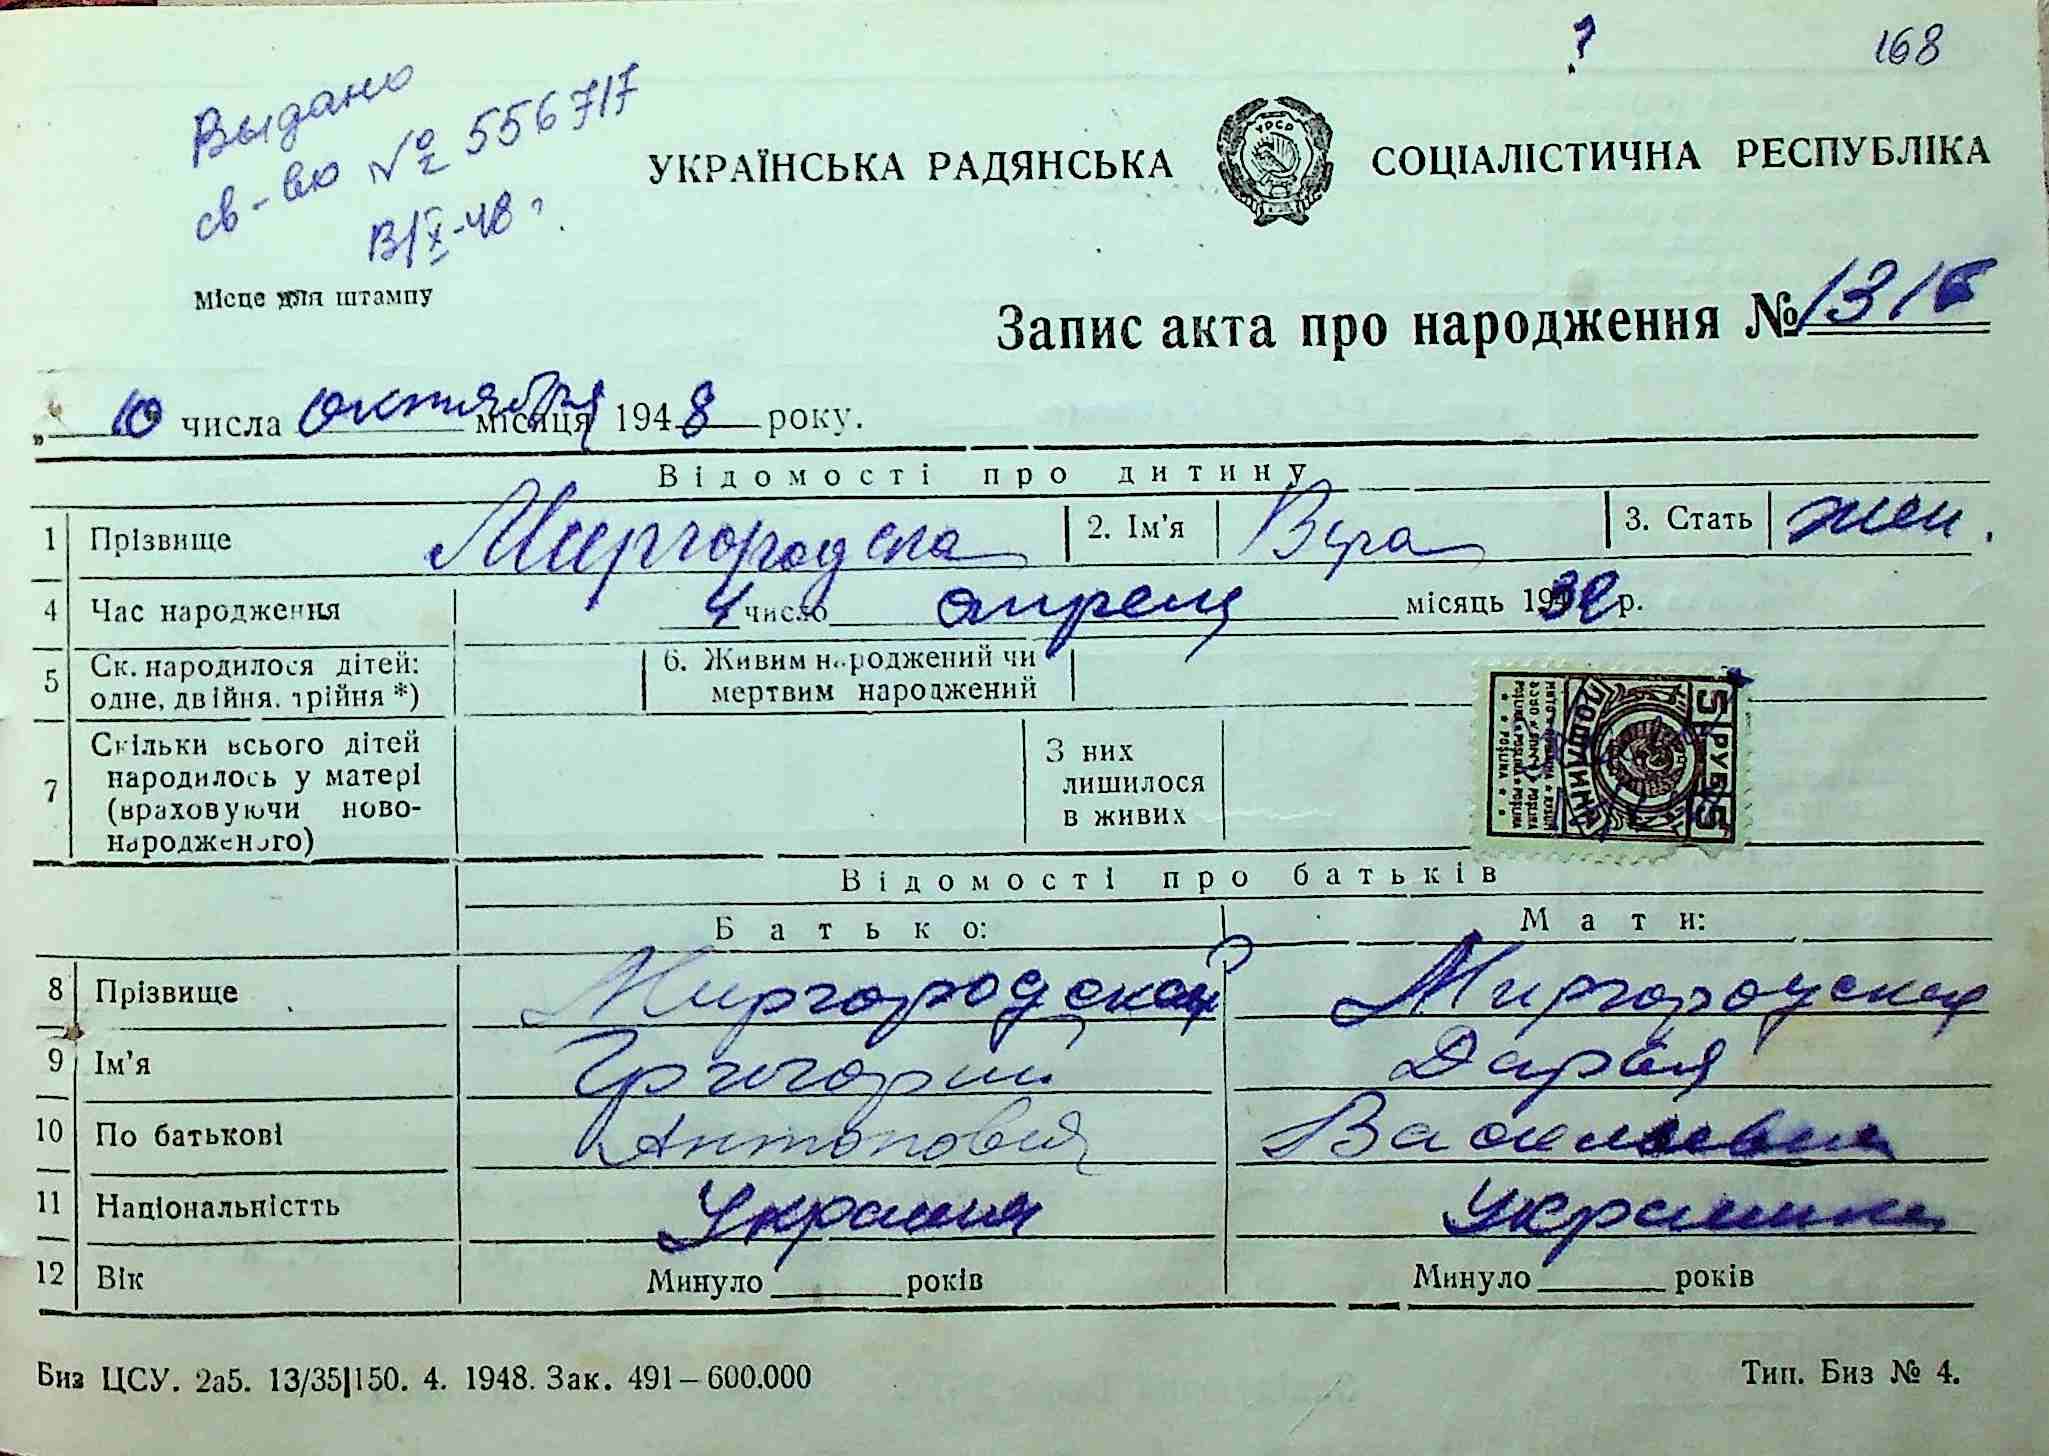 ?
168
Выдано
св-во № 556717
В/X-48 г.
УКРАЇНСЬКА РАДЯНСЬКА СОЦІАЛІСТИЧНА РЕСПУБЛІКА
УРСР
Місце для штампу
Запис акта про народження № 1316
„ 10 " числа октября місяця 1948 року.
Відомості про дитину
1 Прізвище Миргородска 2. Ім'я Вера 3. Стать жен.
4 Час народження 4 число апреля місяць 1932 р.
5 Ск. народилося дітей: одне, двійня, трійня *) 6. Живим народжений чи мертвим народжений
7 Скільки всього дітей народилось у матері (враховуючи новонародженого) З них лишилося в живих
5 РУБ 5
ПОШЛИНА
Відомості про батьків
Батько: Мати:
8 Прізвище Миргородский Миргородская
9 Ім'я Григорий Дарья
10 По батькові Антонович Васильевна
11 Національністть Украинец Украинка
12 Вік Минуло років Минуло років
Биз ЦСУ. 2а5. 13/35|150. 4. 1948. Зак. 491–600.000 Тип. Биз № 4.